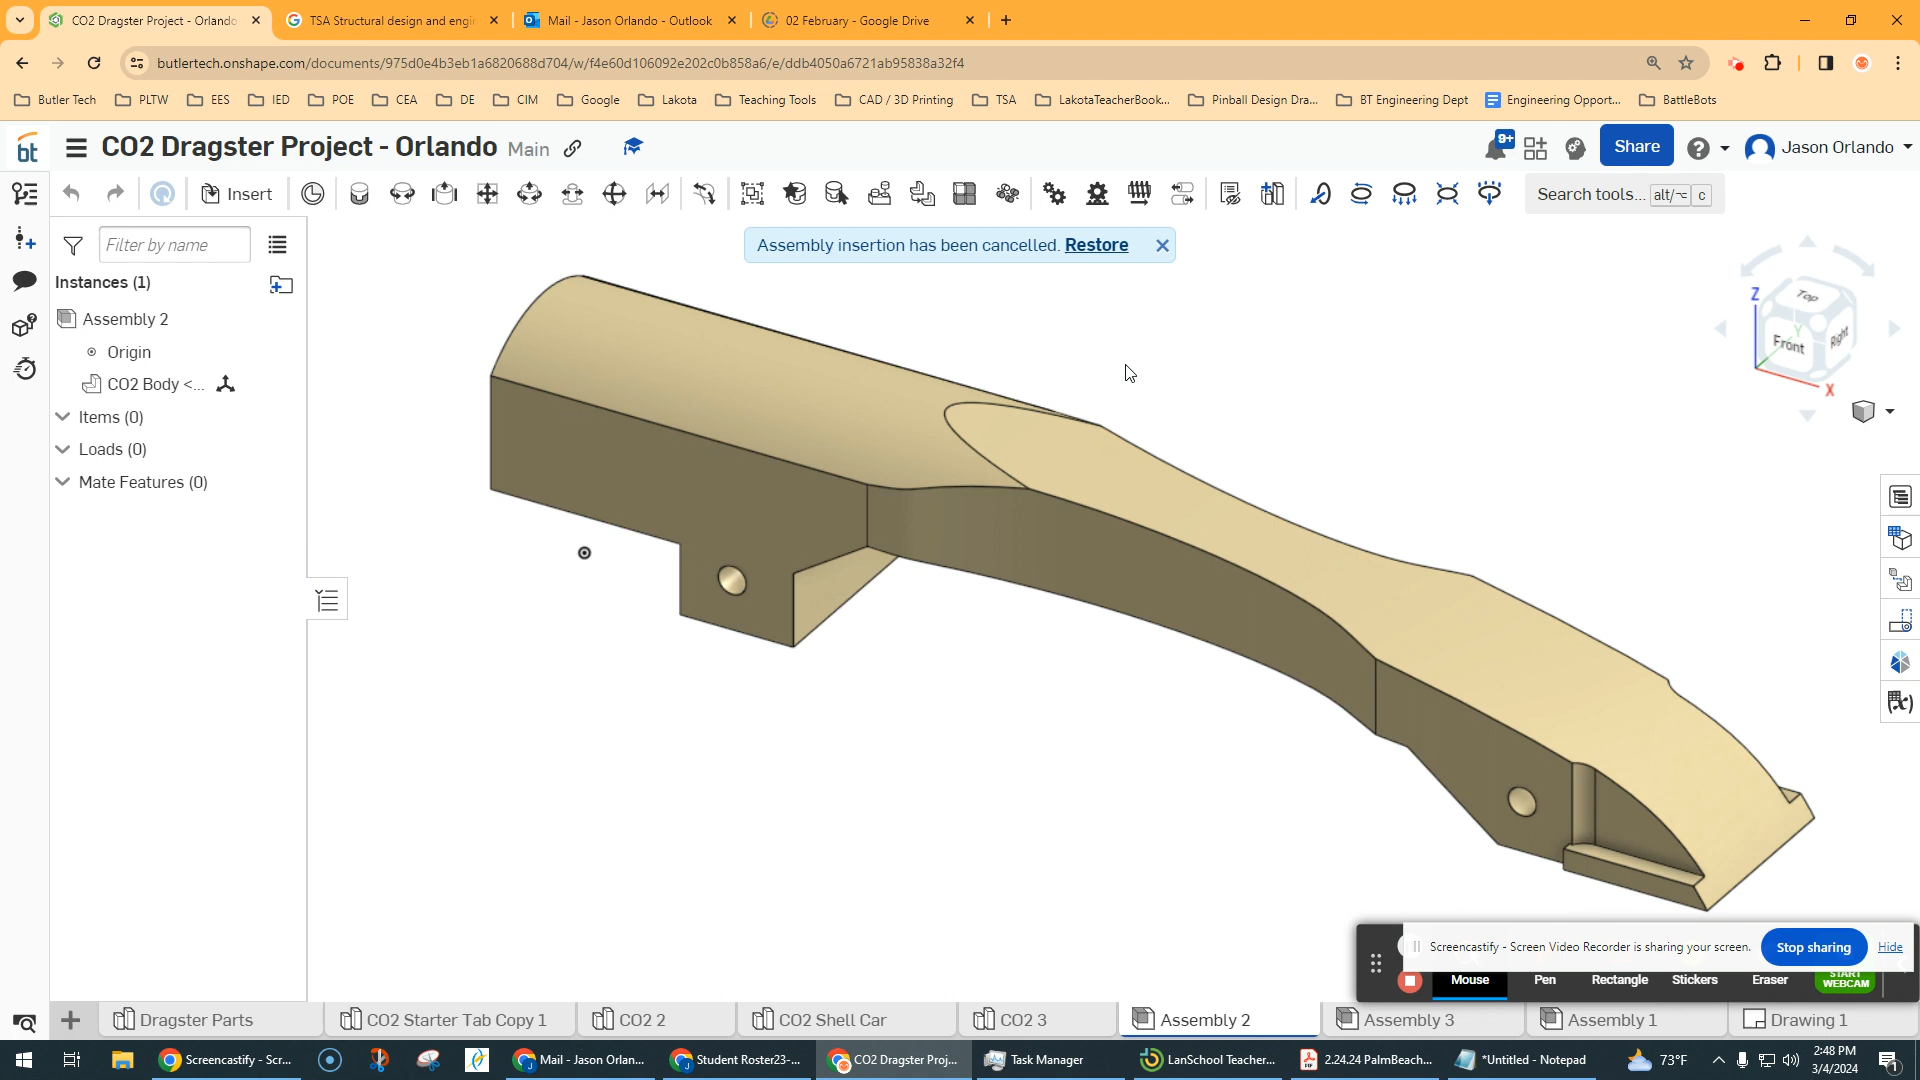 CO2 Dragster Project - Orlando
TSA Structural design and engin
Mail - Jason Orlando - Outlook
02 February - Google Drive
butlertech.onshape.com/documents/975d0e4b3eb1a6820688d704/w/f4e60d106092e202c0b858a6/e/ddb4050a6721ab95838a32f4
Butler Tech
PLTW
EES
IED
POE
CEA
DE
CIM
Google
Lakota
Teaching Tools
CAD / 3D Printing
TSA
LakotaTeacherBook...
Pinball Design Dra...
BT Engineering Dept
Engineering Opport...
BattleBots
bt
CO2 Dragster Project - Orlando Main
9+
Share
Jason Orlando
Insert
Search tools... alt/⌥ c
Filter by name
Assembly insertion has been cancelled. Restore
Instances (1)
Assembly 2
Origin
CO2 Body <...
Items (0)
Loads (0)
Mate Features (0)
Z
Top
Y
Front
Right
X
(x)
Screencastify - Screen Video Recorder is sharing your screen.
Stop sharing
Hide
Mouse
Pen
Rectangle
Stickers
Eraser
START
WEBCAM
Dragster Parts
CO2 Starter Tab Copy 1
CO2 2
CO2 Shell Car
CO2 3
Assembly 2
Assembly 3
Assembly 1
Drawing 1
Screencastify - Scr...
Mail - Jason Orlan...
Student Roster23-...
CO2 Dragster Proj...
Task Manager
LanSchool Teacher...
2.24.24 PalmBeach...
*Untitled - Notepad
73°F
2:48 PM
3/4/2024
1